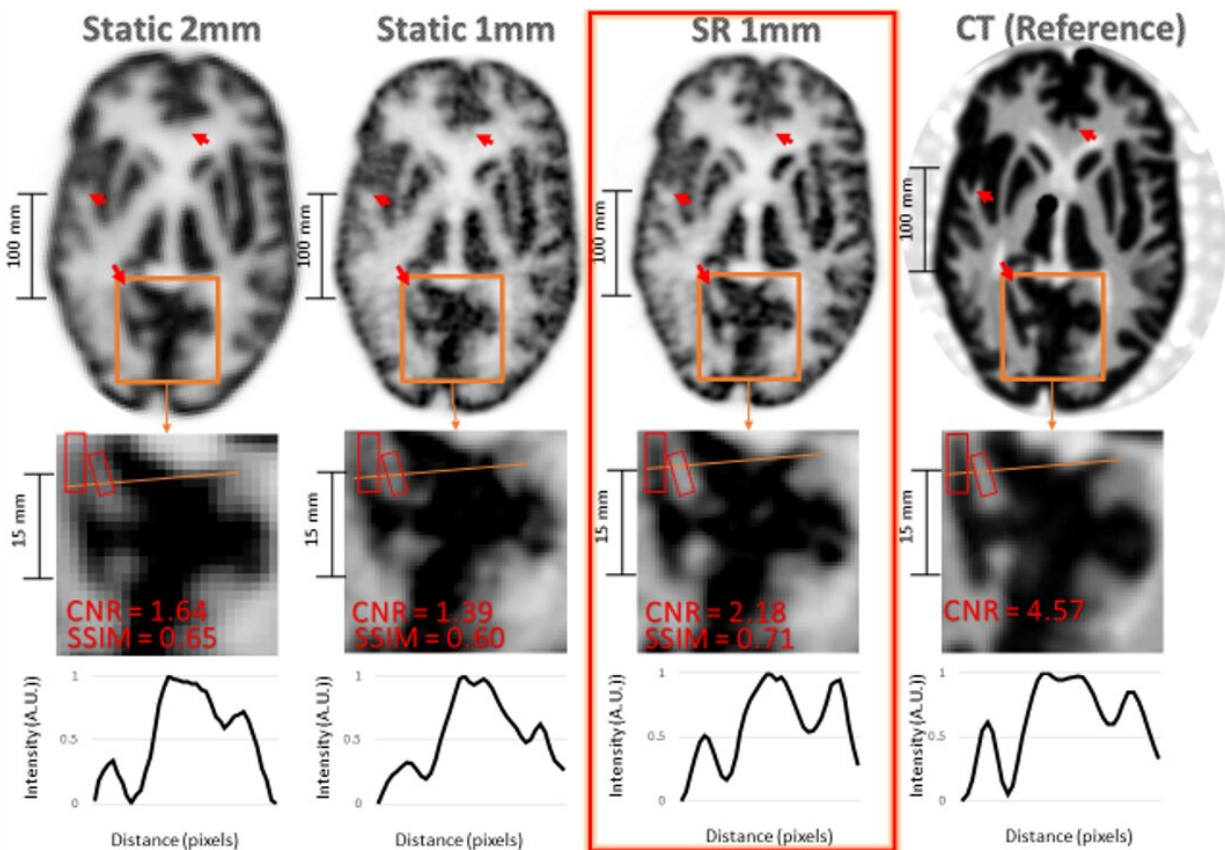 Static 2mm
Static 1mm
SR 1mm
CT (Reference)
100 mm
100 mm
100 mm
100 mm
15 mm
15 mm
15 mm
15 mm
CNR = 1.64
SSIM = 0.65
CNR = 1.39
SSIM = 0.60
CNR = 2.18
SSIM = 0.71
CNR = 4.57
Intensity (A.U.))
1
0.5
0
Distance (pixels)
Intensity (A.U.))
1
0.5
0
Distance (pixels)
Intensity (A.U.))
1
0.5
0
Distance (pixels)
Intensity (A.U.))
1
0.5
0
Distance (pixels)